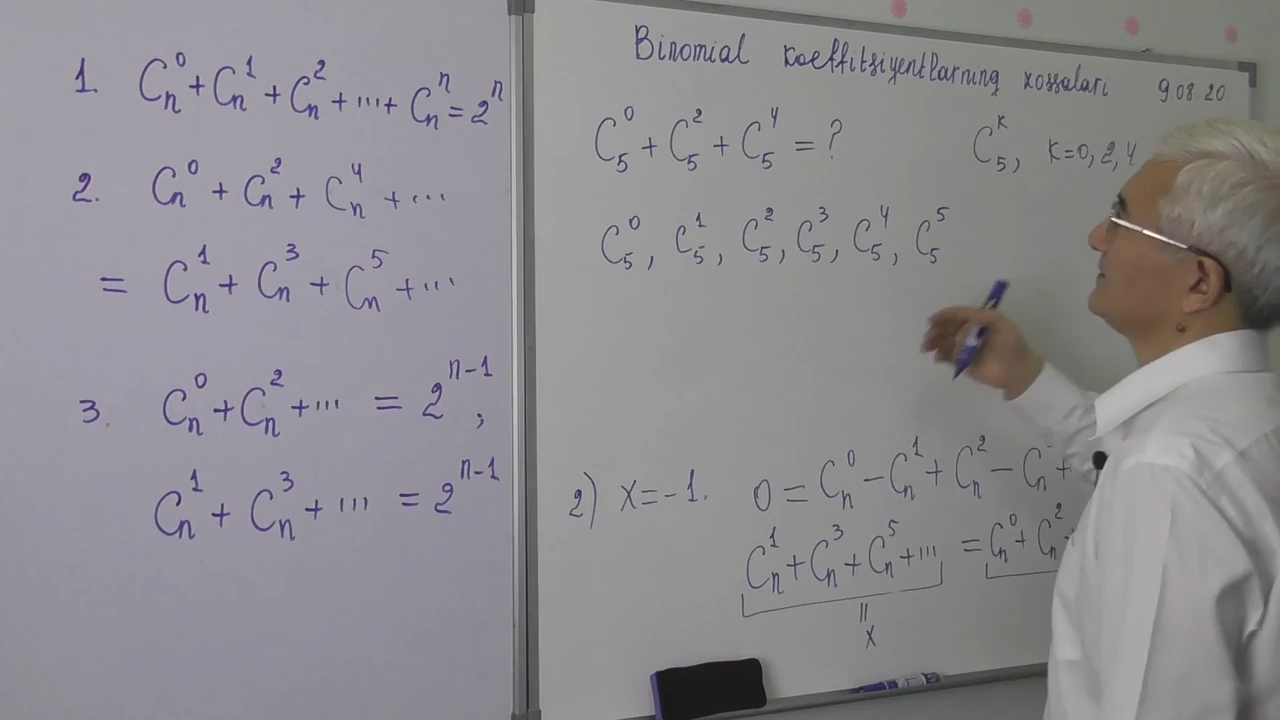 1. C_n^0 + C_n^1 + C_n^2 + ... + C_n^n = 2^n
2. C_n^0 + C_n^2 + C_n^4 + ...
= C_n^1 + C_n^3 + C_n^5 + ...
3. C_n^0 + C_n^2 + ... = 2^{n-1};
C_n^1 + C_n^3 + ... = 2^{n-1}
Binomial koeffitsiyentlarning xossalari 9.08.20
C_5^0 + C_5^2 + C_5^4 = ? C_5^k, k=0,2,4
C_5^0, C_5^1, C_5^2, C_5^3, C_5^4, C_5^5
2) x=-1. 0 = C_n^0 - C_n^1 + C_n^2 - C_n +
C_n^1 + C_n^3 + C_n^5 + ... = C_n^0 + C_n^2 +
||
x